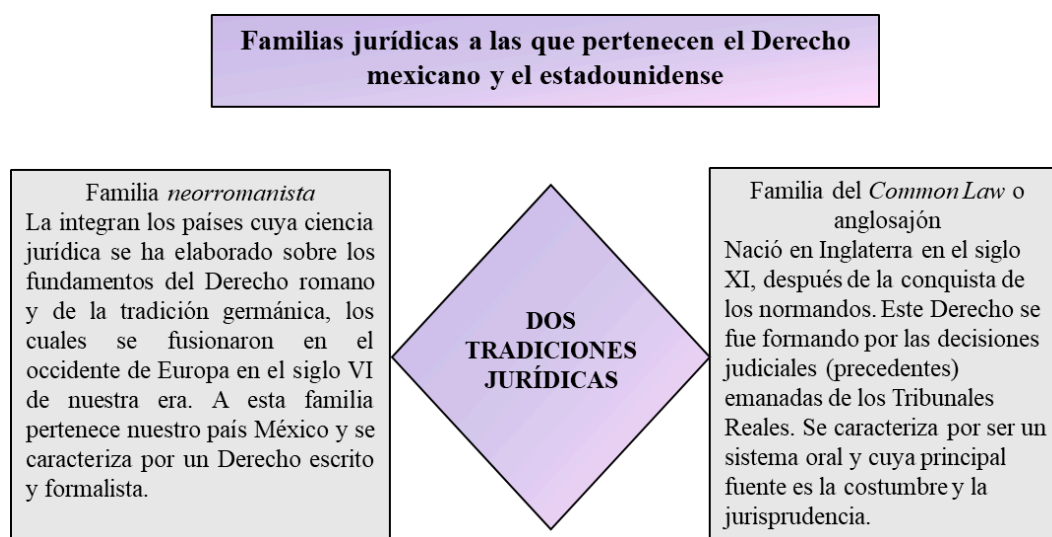 Familias jurídicas a las que pertenecen el Derecho
mexicano y el estadounidense
Familia neorromanista
La integran los países cuya ciencia
jurídica se ha elaborado sobre los
fundamentos del Derecho romano
y de la tradición germánica, los
cuales se fusionaron en el
occidente de Europa en el siglo VI
de nuestra era. A esta familia
pertenece nuestro país México y se
caracteriza por un Derecho escrito
y formalista.
DOS
TRADICIONES
JURÍDICAS
Familia del Common Law o
anglosajón
Nació en Inglaterra en el siglo
XI, después de la conquista de
los normandos. Este Derecho se
fue formando por las decisiones
judiciales (precedentes)
emanadas de los Tribunales
Reales. Se caracteriza por ser un
sistema oral y cuya principal
fuente es la costumbre y la
jurisprudencia.